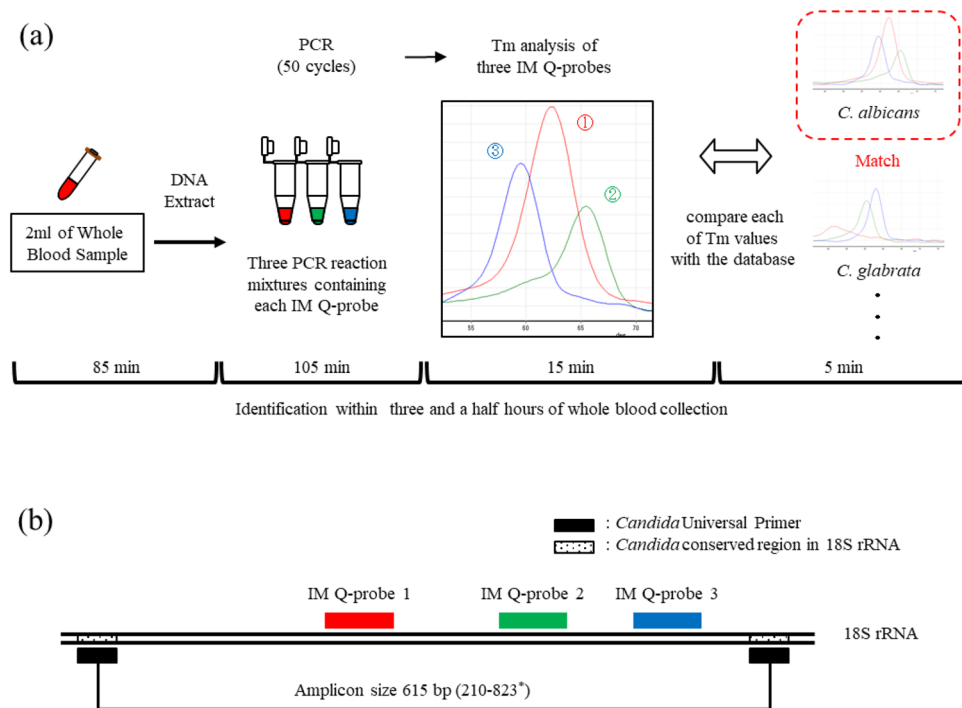 (a)
PCR
(50 cycles)
Tm analysis of
three IM Q-probes
C. albicans
Match
C. glabrata
DNA
Extract
2ml of Whole
Blood Sample
Three PCR reaction
mixtures containing
each IM Q-probe
①
②
③
55
60
65
70
compare each
of Tm values
with the database
85 min
105 min
15 min
5 min
Identification within three and a half hours of whole blood collection
(b)
: Candida Universal Primer
: Candida conserved region in 18S rRNA
IM Q-probe 1
IM Q-probe 2
IM Q-probe 3
18S rRNA
Amplicon size 615 bp (210-823*)